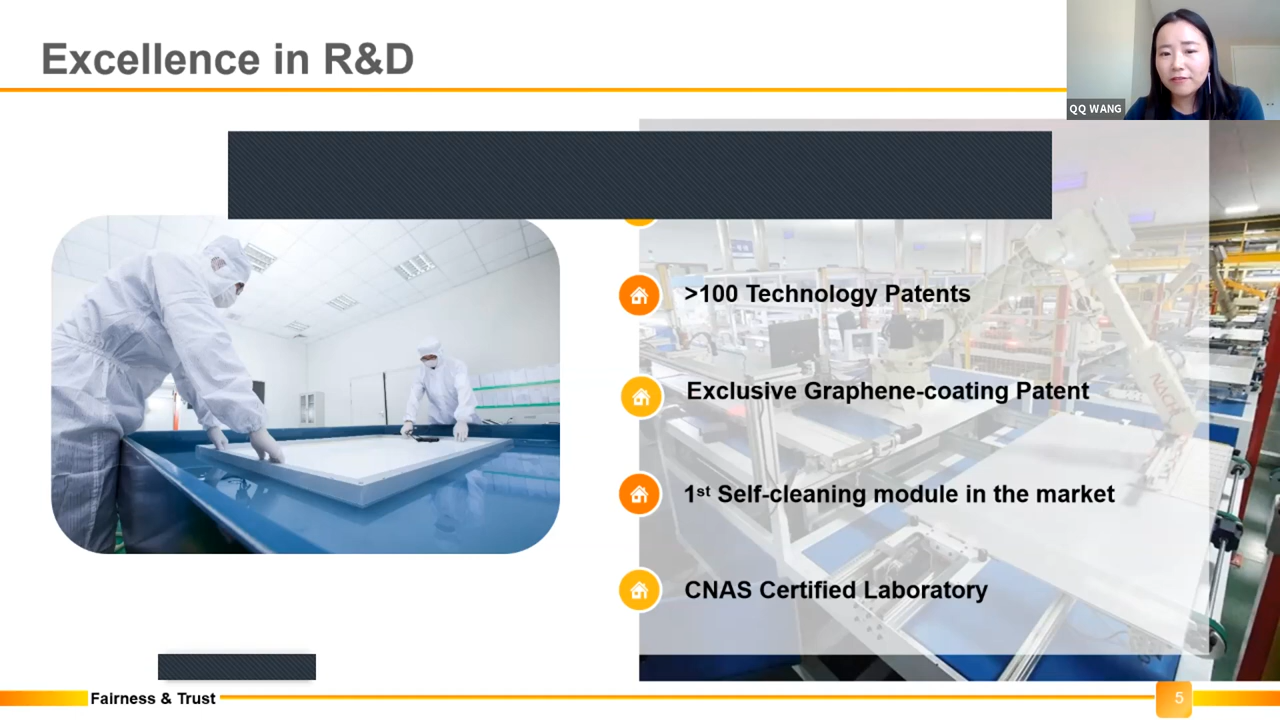 Excellence in R&D
QQ WANG
>100 Technology Patents
Exclusive Graphene-coating Patent
1st Self-cleaning module in the market
CNAS Certified Laboratory
Fairness & Trust
5